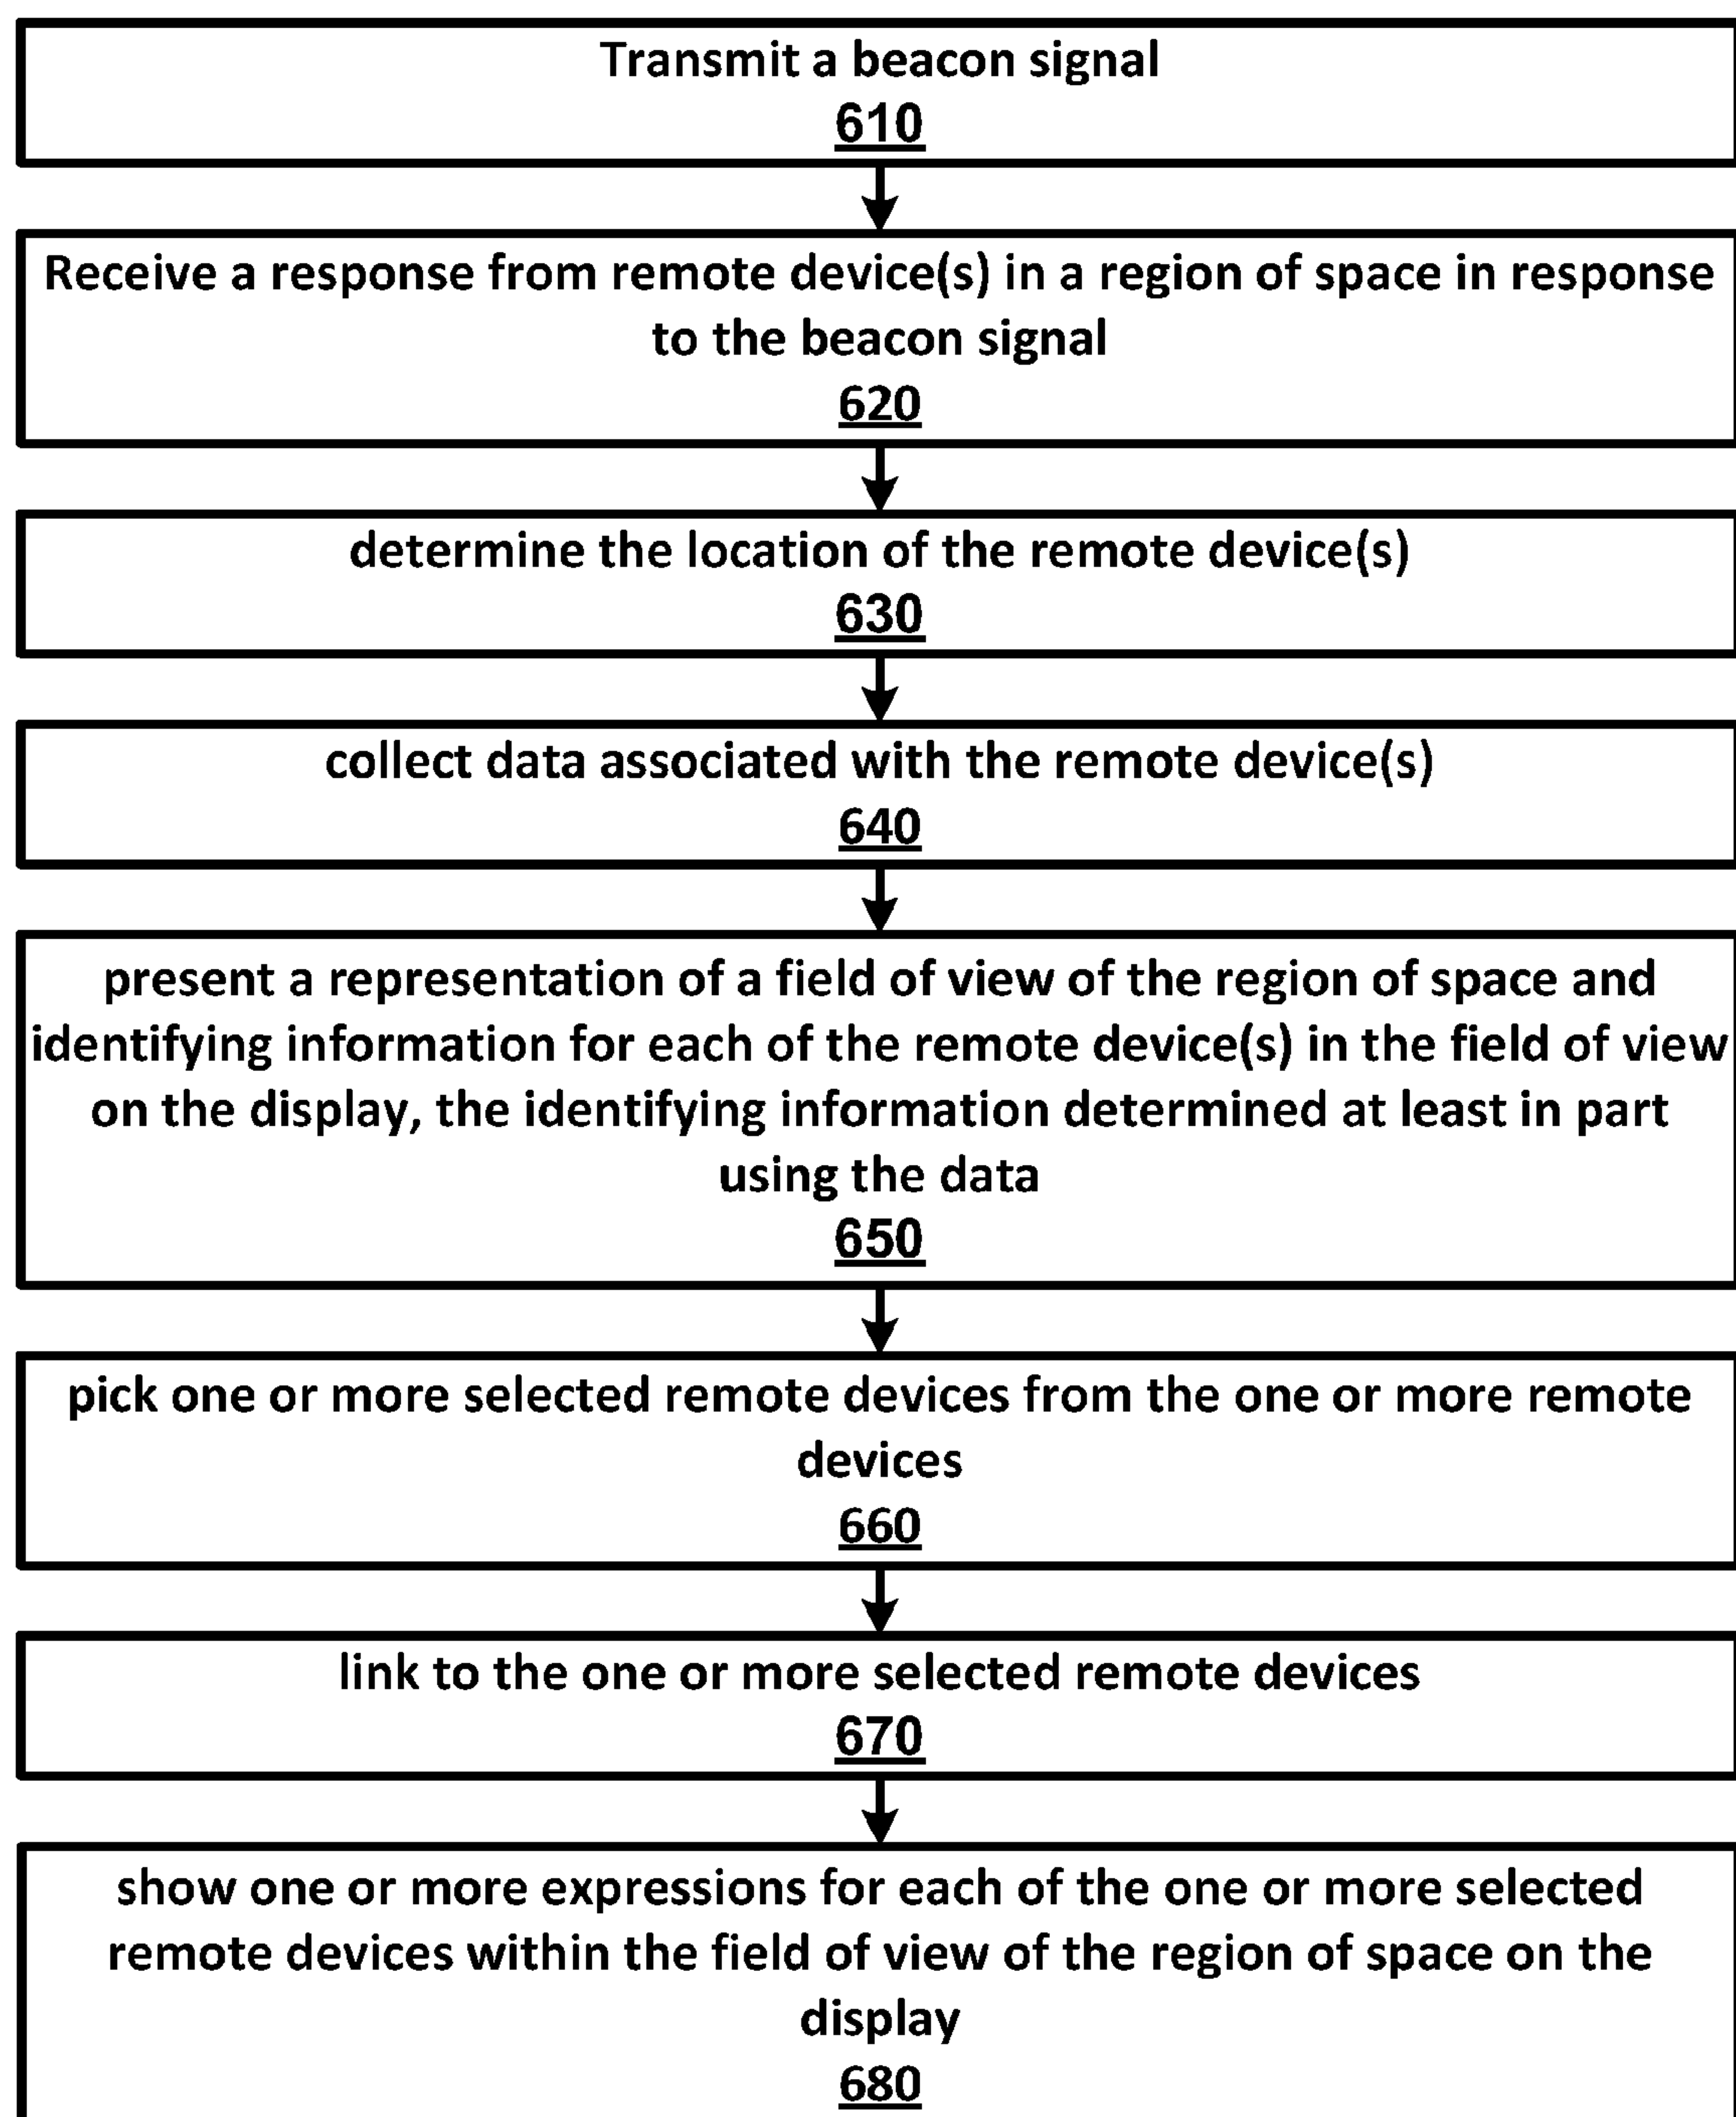 Transmit a beacon signal
610
Receive a response from remote device(s) in a region of space in response
to the beacon signal
620
determine the location of the remote device(s)
630
collect data associated with the remote device(s)
640
present a representation of a field of view of the region of space and
identifying information for each of the remote device(s) in the field of view
on the display, the identifying information determined at least in part
using the data
650
pick one or more selected remote devices from the one or more remote
devices
660
link to the one or more selected remote devices
670
show one or more expressions for each of the one or more selected
remote devices within the field of view of the region of space on the
display
680